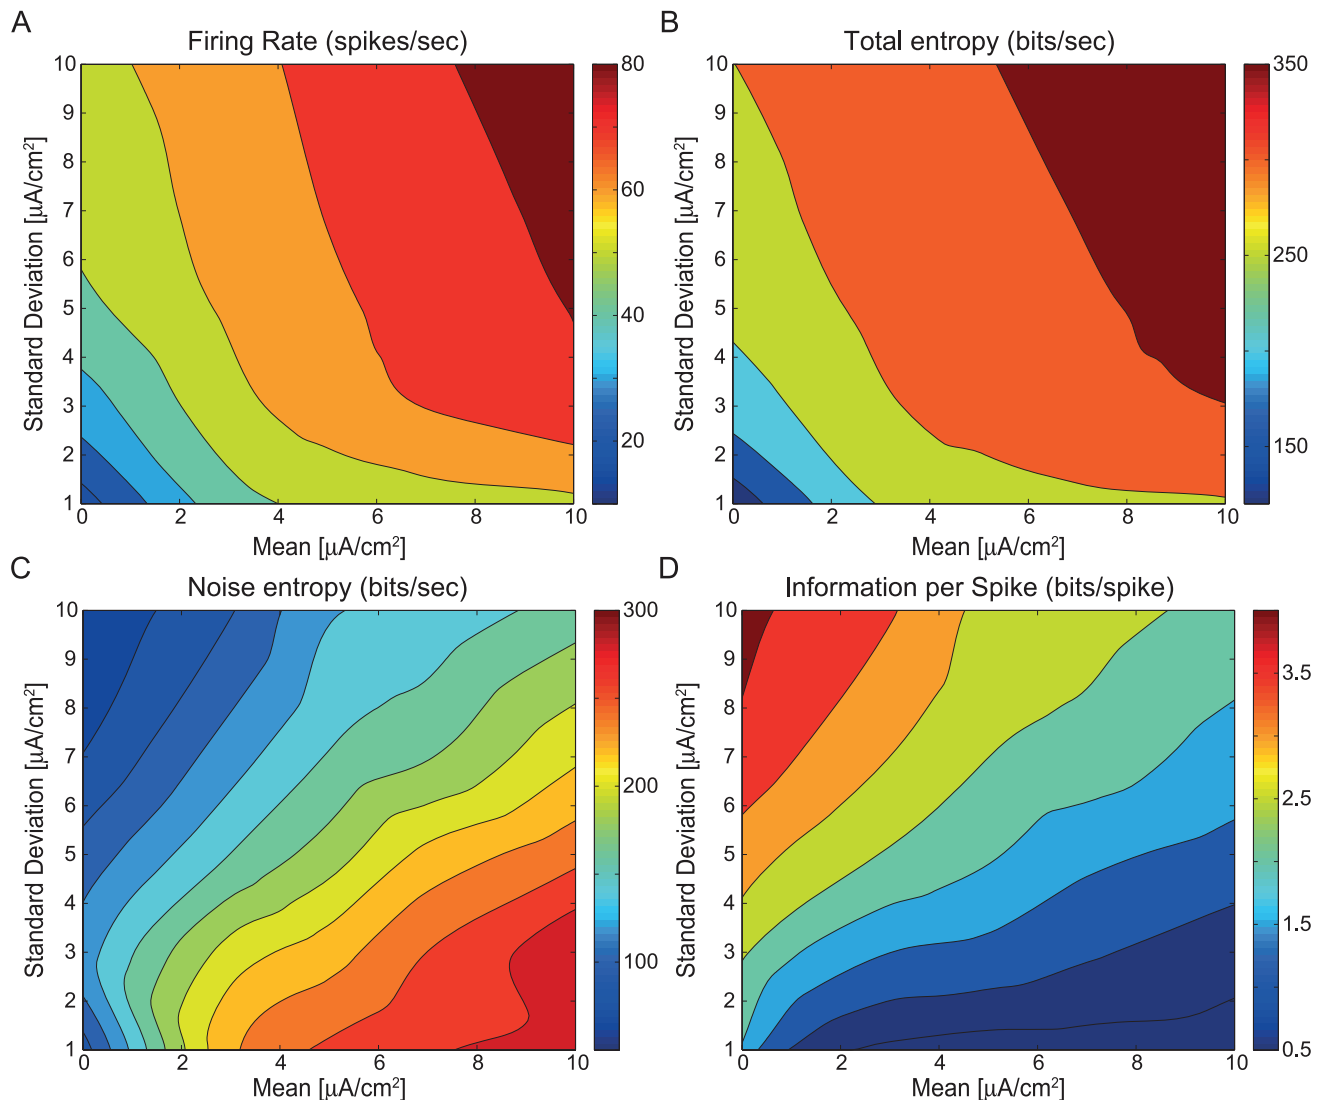 A
Firing Rate (spikes/sec)
10
9
8
7
6
5
4
3
2
1
Standard Deviation [μA/cm²]
0 2 4 6 8 10
Mean [μA/cm²]
80
60
40
20
B
Total entropy (bits/sec)
10
9
8
7
6
5
4
3
2
1
Standard Deviation [μA/cm²]
0 2 4 6 8 10
Mean [μA/cm²]
350
250
150
C
Noise entropy (bits/sec)
10
9
8
7
6
5
4
3
2
1
Standard Deviation [μA/cm²]
0 2 4 6 8 10
Mean [μA/cm²]
300
200
100
D
Information per Spike (bits/spike)
10
9
8
7
6
5
4
3
2
1
Standard Deviation [μA/cm²]
0 2 4 6 8 10
Mean [μA/cm²]
3.5
2.5
1.5
0.5